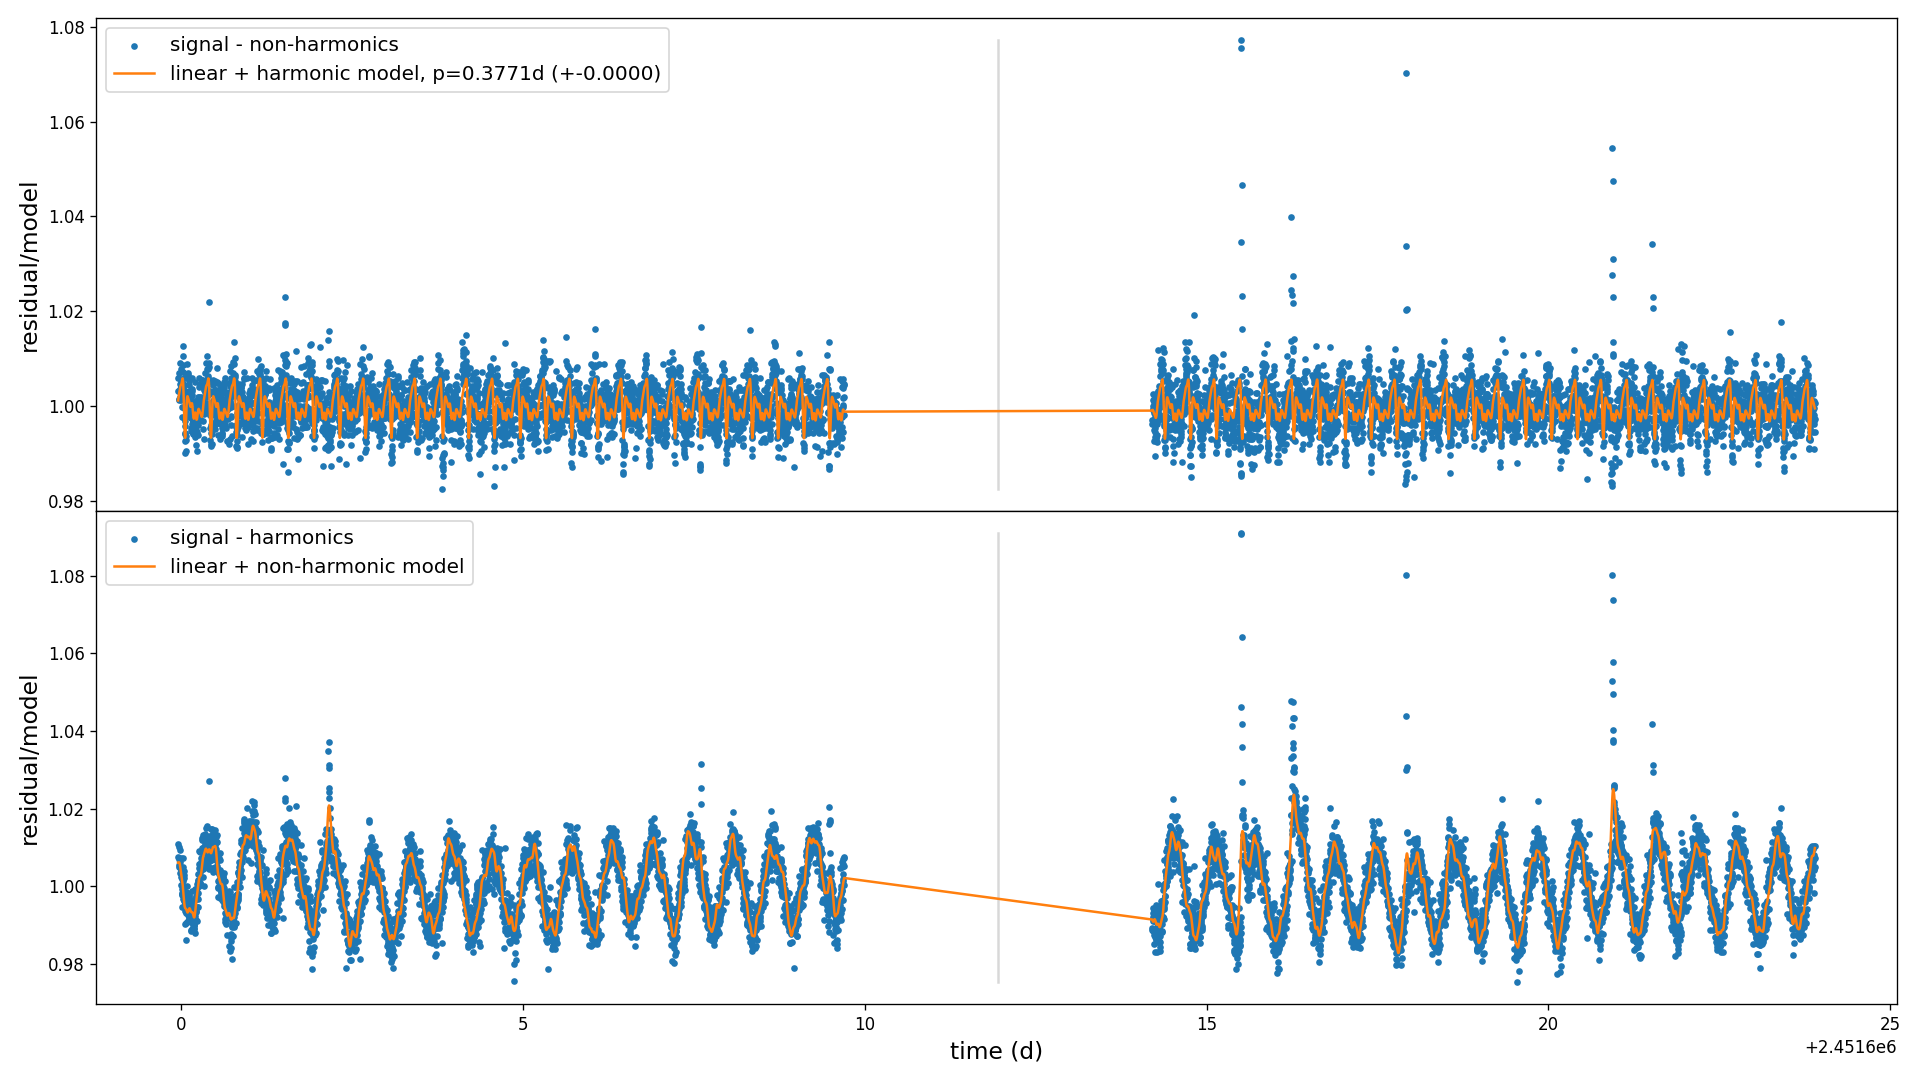 1.08
signal - non-harmonics
linear + harmonic model, p=0.3771d (+-0.0000)
1.06
1.04
residual/model
1.02
1.00
0.98
signal - harmonics
linear + non-harmonic model
1.08
1.06
1.04
residual/model
1.02
1.00
0.98
0 5 10 15 20 25
time (d)
+2.4516e6